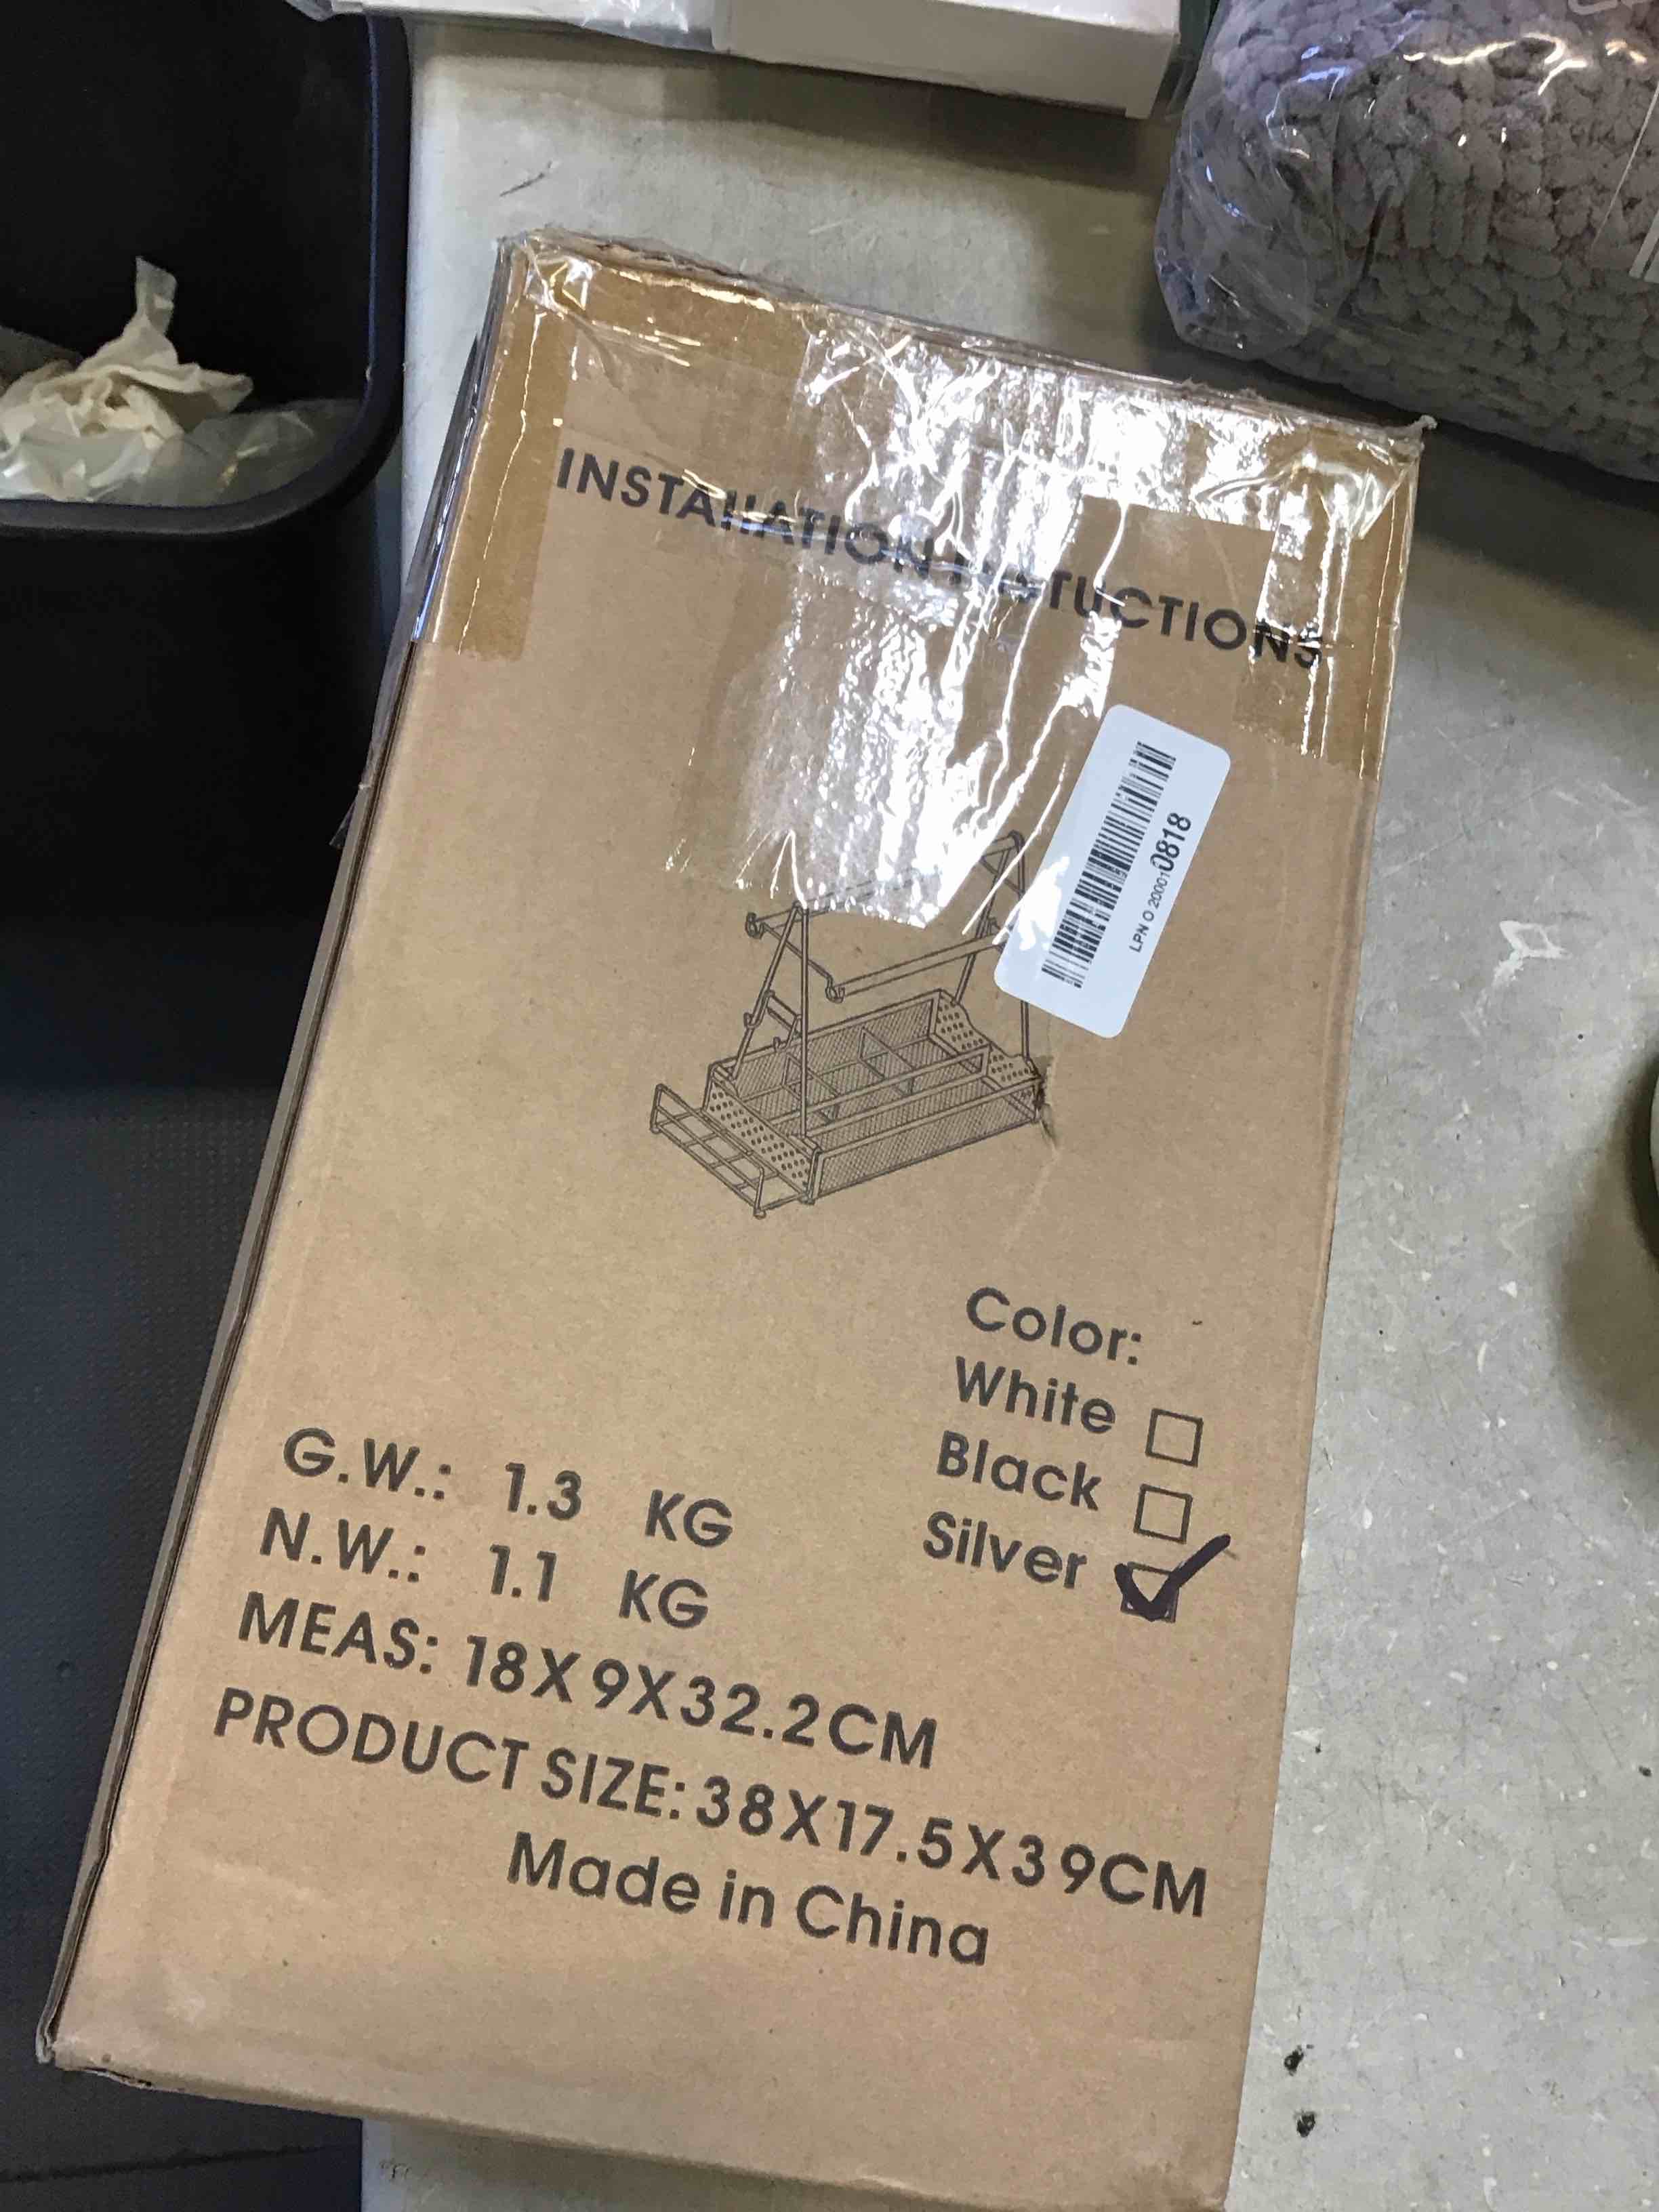 INSTAllATION INSTUCTIONS
LPN O 20001 0818
Color:
White
Black
Silver
G.W.: 1.3 KG
N.W.: 1.1 KG
MEAS: 18X9X32.2CM
PRODUCT SIZE: 38X17.5X39CM
Made in China